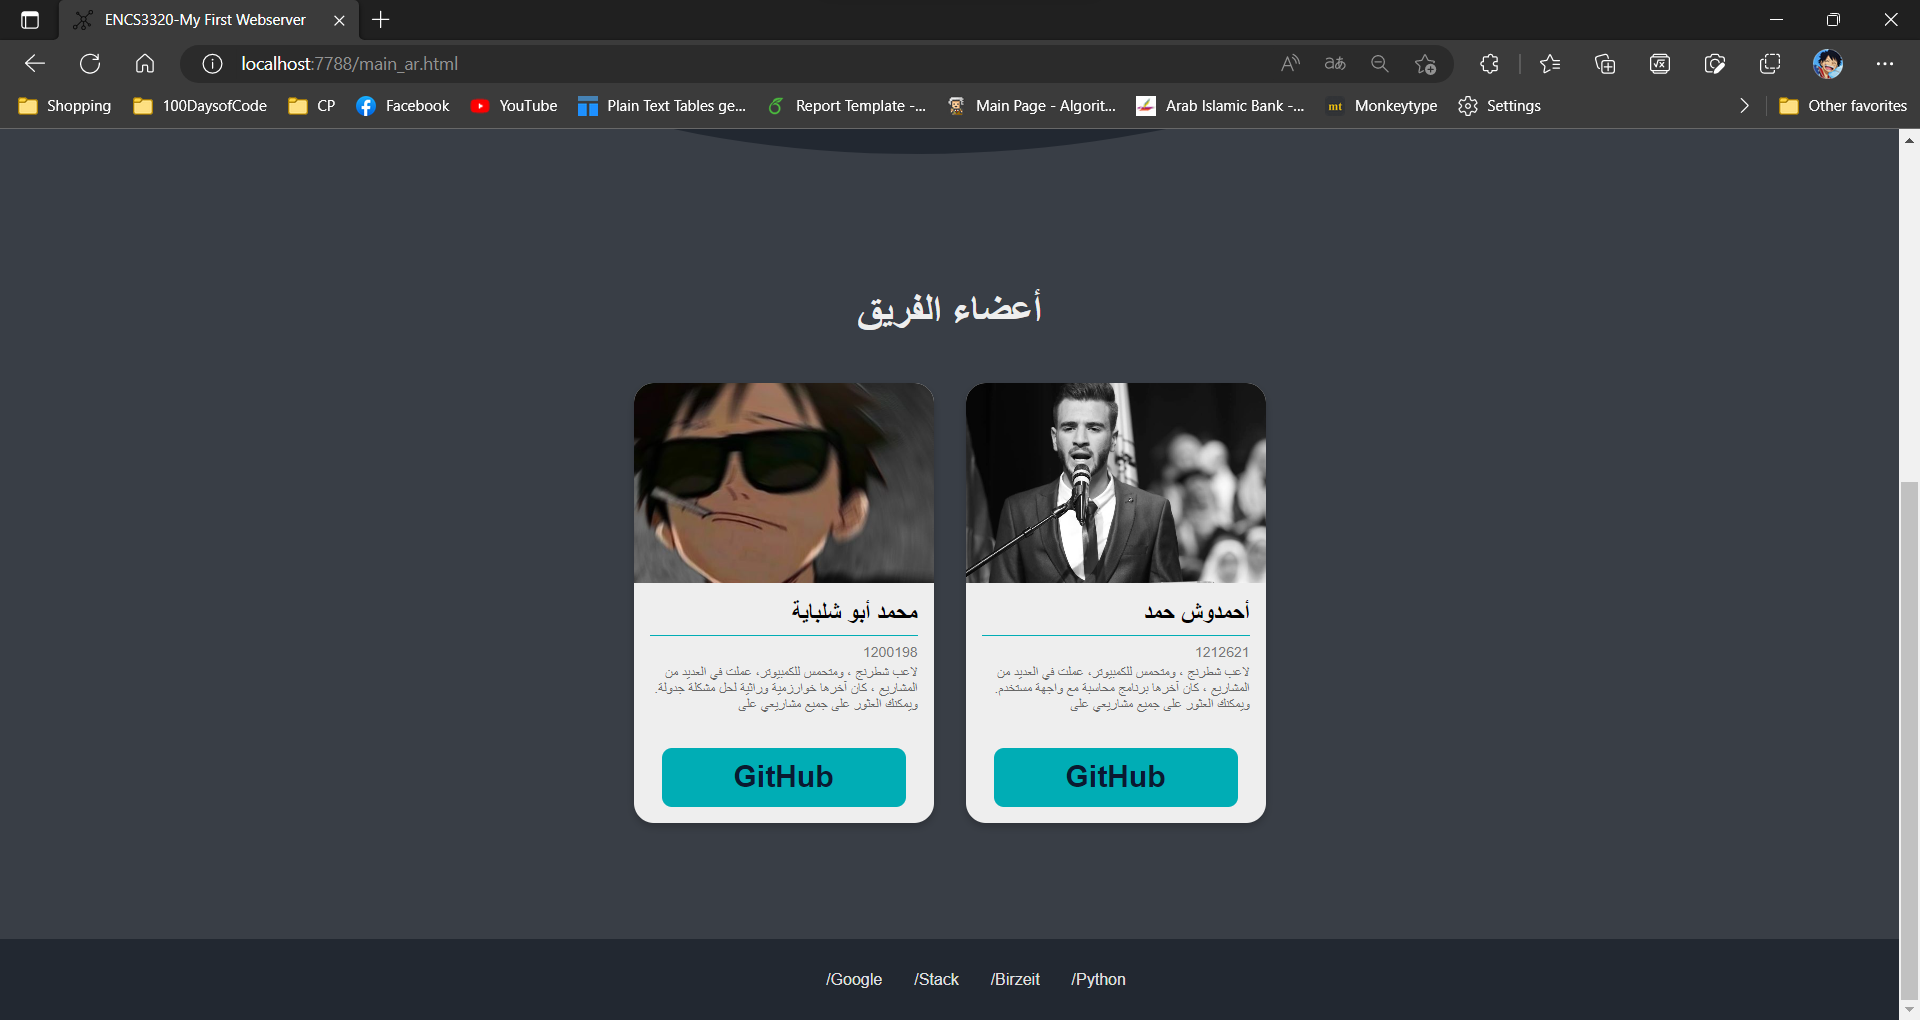 ENCS3320-My First Webserver
localhost:7788/main_ar.html
Shopping 100DaysofCode CP Facebook YouTube Plain Text Tables ge... Report Template -... Main Page - Algorit... Arab Islamic Bank -... mt Monkeytype Settings Other favorites
أعضاء الفريق
أحمدوش حمد
1212621
لاعب شطرنج ، ومتحمس للكمبيوتر، عملت في العديد من
المشاريع ، كان آخرها برنامج محاسبة مع واجهة مستخدم.
ويمكنك العثور على جميع مشاريعي على
GitHub
محمد أبو شلباية
1200198
لاعب شطرنج ، ومتحمس للكمبيوتر، عملت في العديد من
المشاريع ، كان آخرها خوارزمية وراثية لحل مشكلة جدولة.
ويمكنك العثور على جميع مشاريعي على
GitHub
/Google /Stack /Birzeit /Python